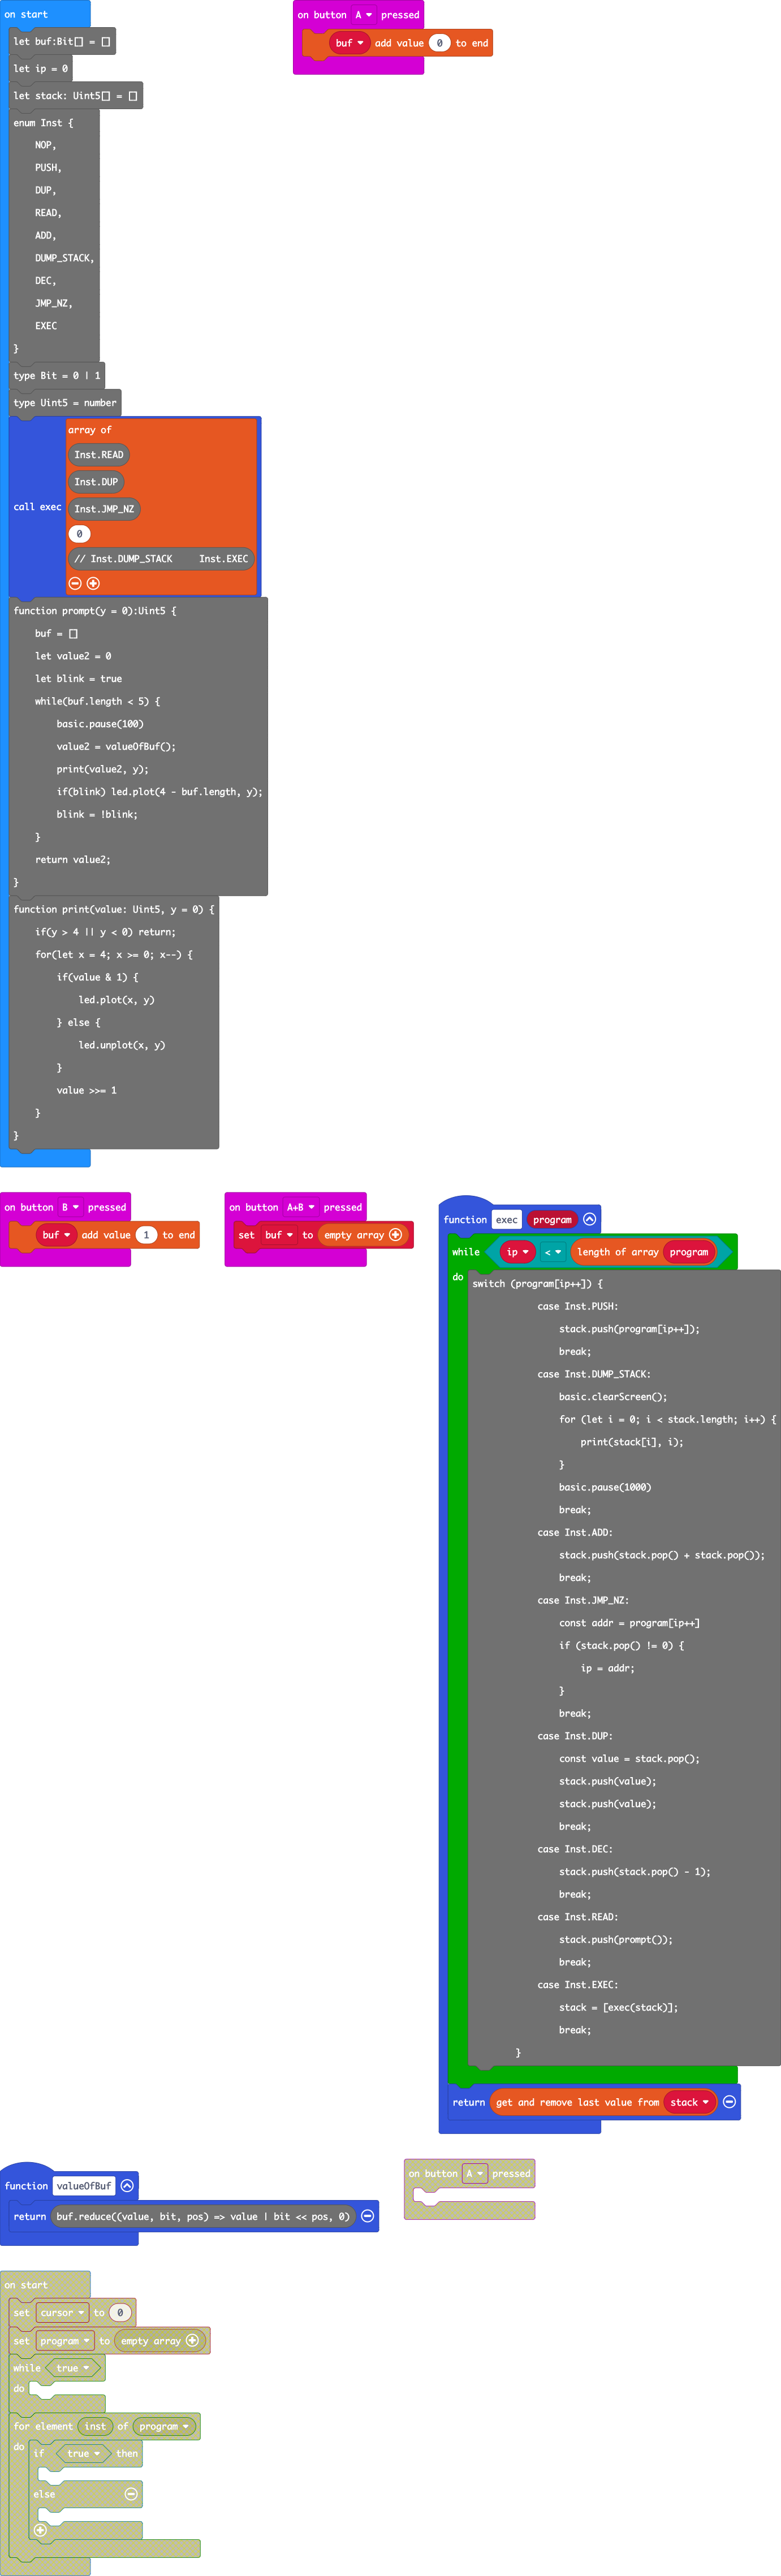 on start
let buf:Bit[] = []
let ip = 0
let stack: Uint5[] = []
enum Inst {
NOP,
PUSH,
DUP,
READ,
ADD,
DUMP_STACK,
DEC,
JMP_NZ,
EXEC
}
type Bit = 0 | 1
type Uint5 = number
call exec
array of
Inst.READ
Inst.DUP
Inst.JMP_NZ
0
// Inst.DUMP_STACK Inst.EXEC
function prompt(y = 0):Uint5 {
buf = []
let value2 = 0
let blink = true
while(buf.length < 5) {
basic.pause(100)
value2 = valueOfBuf();
print(value2, y);
if(blink) led.plot(4 - buf.length, y);
blink = !blink;
}
return value2;
}
function print(value: Uint5, y = 0) {
if(y > 4 || y < 0) return;
for(let x = 4; x >= 0; x--) {
if(value & 1) {
led.plot(x, y)
} else {
led.unplot(x, y)
}
value >>= 1
}
}
on button A pressed
buf add value 0 to end
on button B pressed
buf add value 1 to end
on button A+B pressed
set buf to empty array
function exec program
while ip < length of array program
do
switch (program[ip++]) {
case Inst.PUSH:
stack.push(program[ip++]);
break;
case Inst.DUMP_STACK:
basic.clearScreen();
for (let i = 0; i < stack.length; i++) {
print(stack[i], i);
}
basic.pause(1000)
break;
case Inst.ADD:
stack.push(stack.pop() + stack.pop());
break;
case Inst.JMP_NZ:
const addr = program[ip++]
if (stack.pop() != 0) {
ip = addr;
}
break;
case Inst.DUP:
const value = stack.pop();
stack.push(value);
stack.push(value);
break;
case Inst.DEC:
stack.push(stack.pop() - 1);
break;
case Inst.READ:
stack.push(prompt());
break;
case Inst.EXEC:
stack = [exec(stack)];
break;
}
return get and remove last value from stack
function valueOfBuf
return buf.reduce((value, bit, pos) => value | bit << pos, 0)
on button A pressed
on start
set cursor to 0
set program to empty array
while true
do
for element inst of program
do
if true then
else